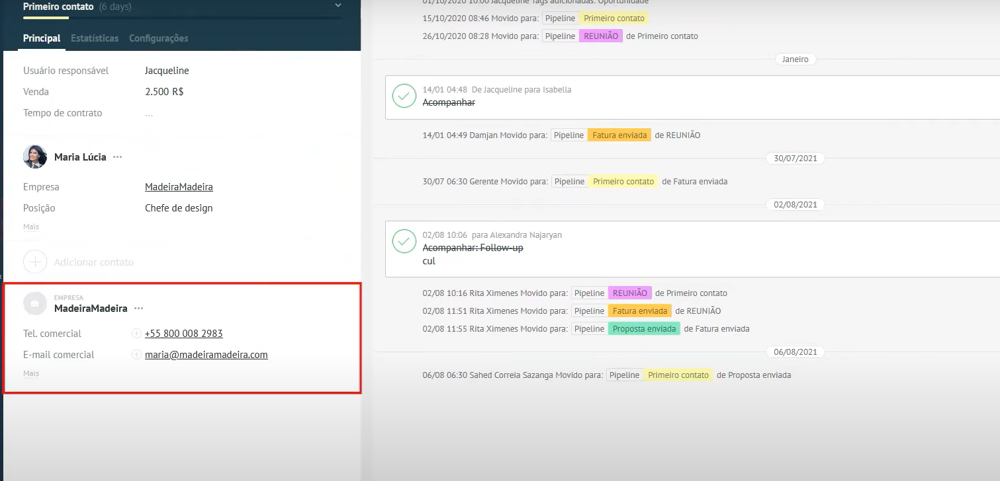 Primeiro contato (6 days)
Principal Estatísticas Configurações
Usuário responsável Jacqueline
Venda 2.500 R$
Tempo de contrato ...
Maria Lúcia ...
Empresa MadeiraMadeira
Posição Chefe de design
Mais
Adicionar contato
EMPRESA
MadeiraMadeira ...
Tel. comercial +55 800 008 2983
E-mail comercial maria@madeiramadeira.com
Mais
01/10/2020 10:00 Jacqueline Tags adicionadas: Oportunidade
15/10/2020 08:46 Movido para: Pipeline Primeiro contato
26/10/2020 08:28 Movido para: Pipeline REUNIÃO de Primeiro contato
Janeiro
14/01 04:48 De Jacqueline para Isabella
Acompanhar
14/01 04:49 Damjan Movido para: Pipeline Fatura enviada de REUNIÃO
30/07/2021
30/07 06:30 Gerente Movido para: Pipeline Primeiro contato de Fatura enviada
02/08/2021
02/08 10:06 para Alexandra Najaryan
Acompanhar: Follow-up
cul
02/08 10:16 Rita Ximenes Movido para: Pipeline REUNIÃO de Primeiro contato
02/08 11:51 Rita Ximenes Movido para: Pipeline Fatura enviada de REUNIÃO
02/08 11:55 Rita Ximenes Movido para: Pipeline Proposta enviada de Fatura enviada
06/08/2021
06/08 06:30 Sahed Correia Sazanga Movido para: Pipeline Primeiro contato de Proposta enviada